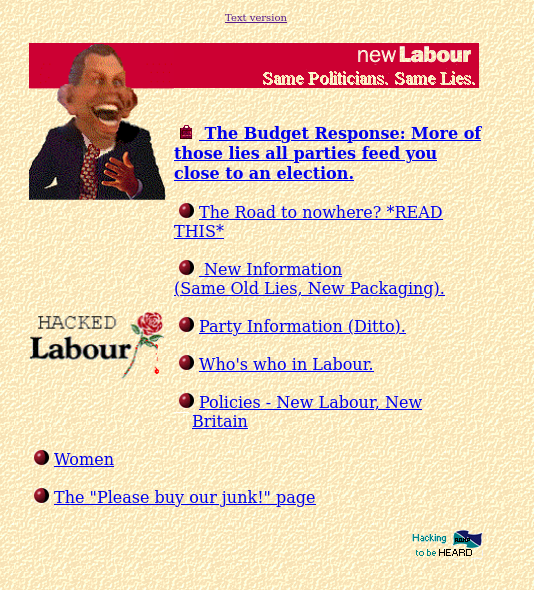 Text version
new Labour
Same Politicians. Same Lies.
The Budget Response: More of
those lies all parties feed you
close to an election.
The Road to nowhere? *READ
THIS*
New Information
(Same Old Lies, New Packaging).
HACKED
Labour
Party Information (Ditto).
Who's who in Labour.
Policies - New Labour, New
Britain
Women
The "Please buy our junk!" page
Hacking
to be HEARD